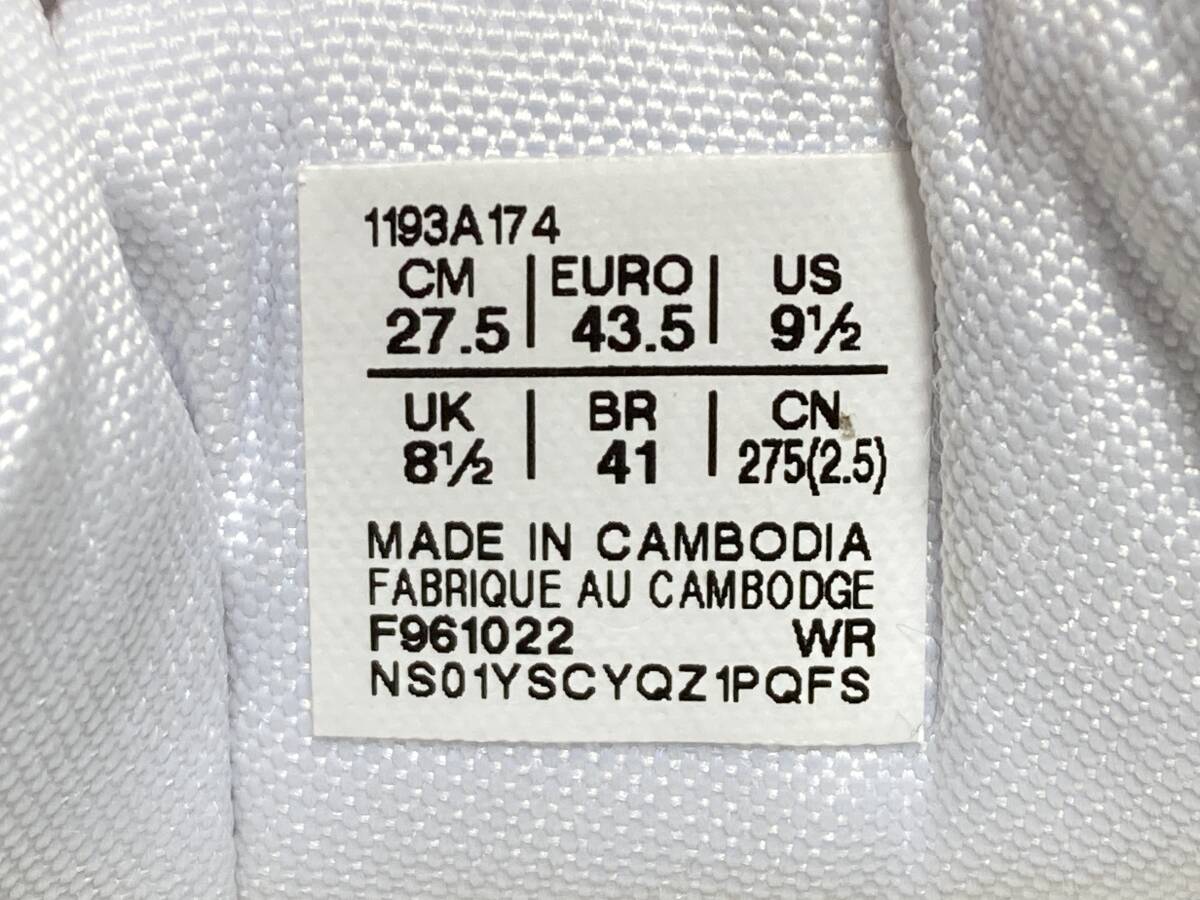 1193A174
CM | EURO | US
27.5 | 43.5 | 9½
UK | BR | CN
8½ | 41 | 275(2.5)
MADE IN CAMBODIA
FABRIQUE AU CAMBODGE
F961022 WR
NS01YSCYQZ1PQFS